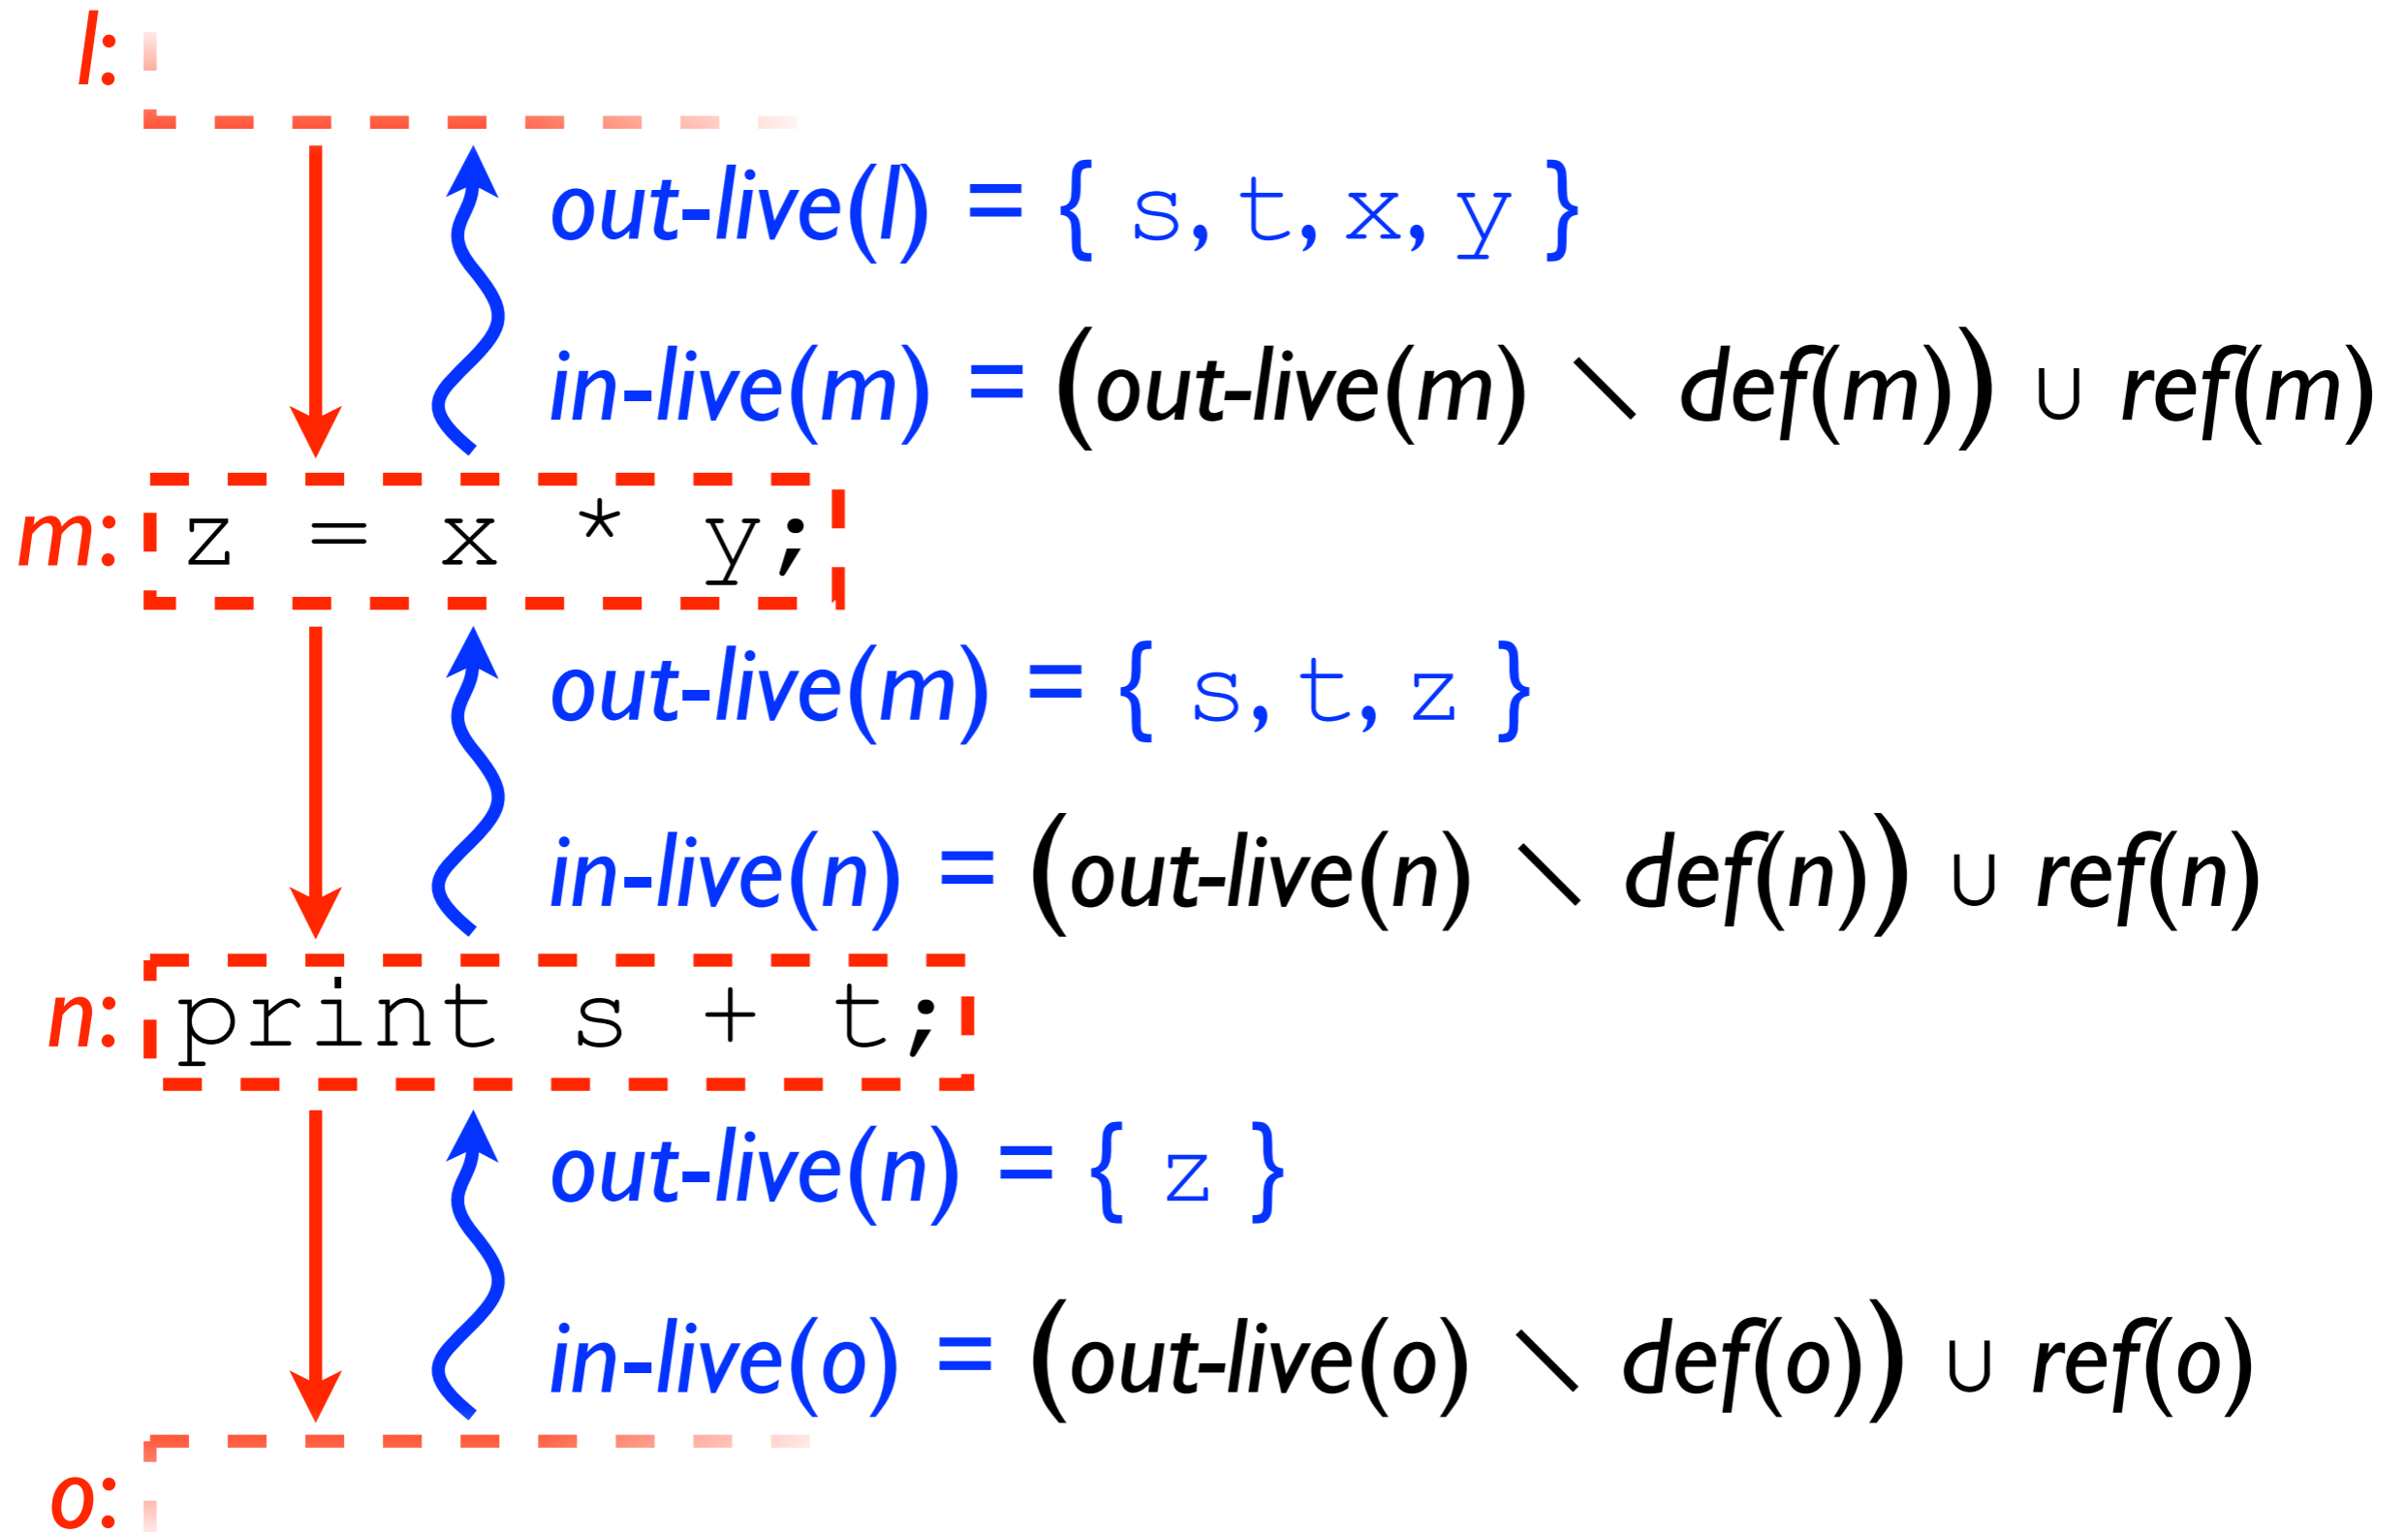 l:
out-live(l) = { s, t, x, y }
in-live(m) = (out-live(m) ∖ def(m)) ∪ ref(m)
m: z = x * y;
out-live(m) = { s, t, z }
in-live(n) = (out-live(n) ∖ def(n)) ∪ ref(n)
n: print s + t;
out-live(n) = { z }
in-live(o) = (out-live(o) ∖ def(o)) ∪ ref(o)
o: